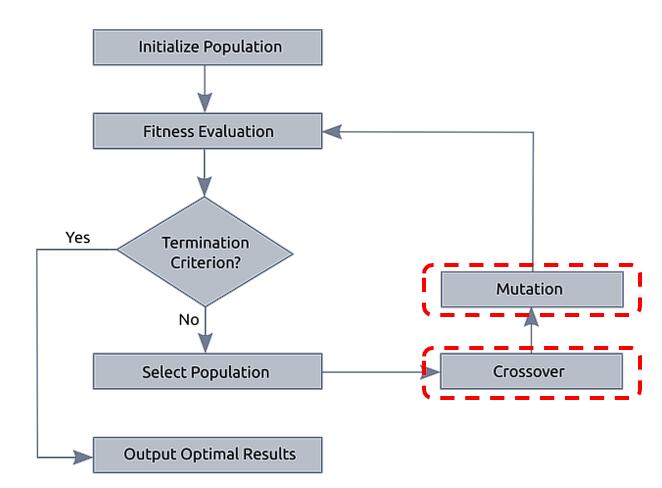 Initialize Population
Fitness Evaluation
Yes
Termination
Criterion?
Mutation
No
Select Population
Crossover
Output Optimal Results